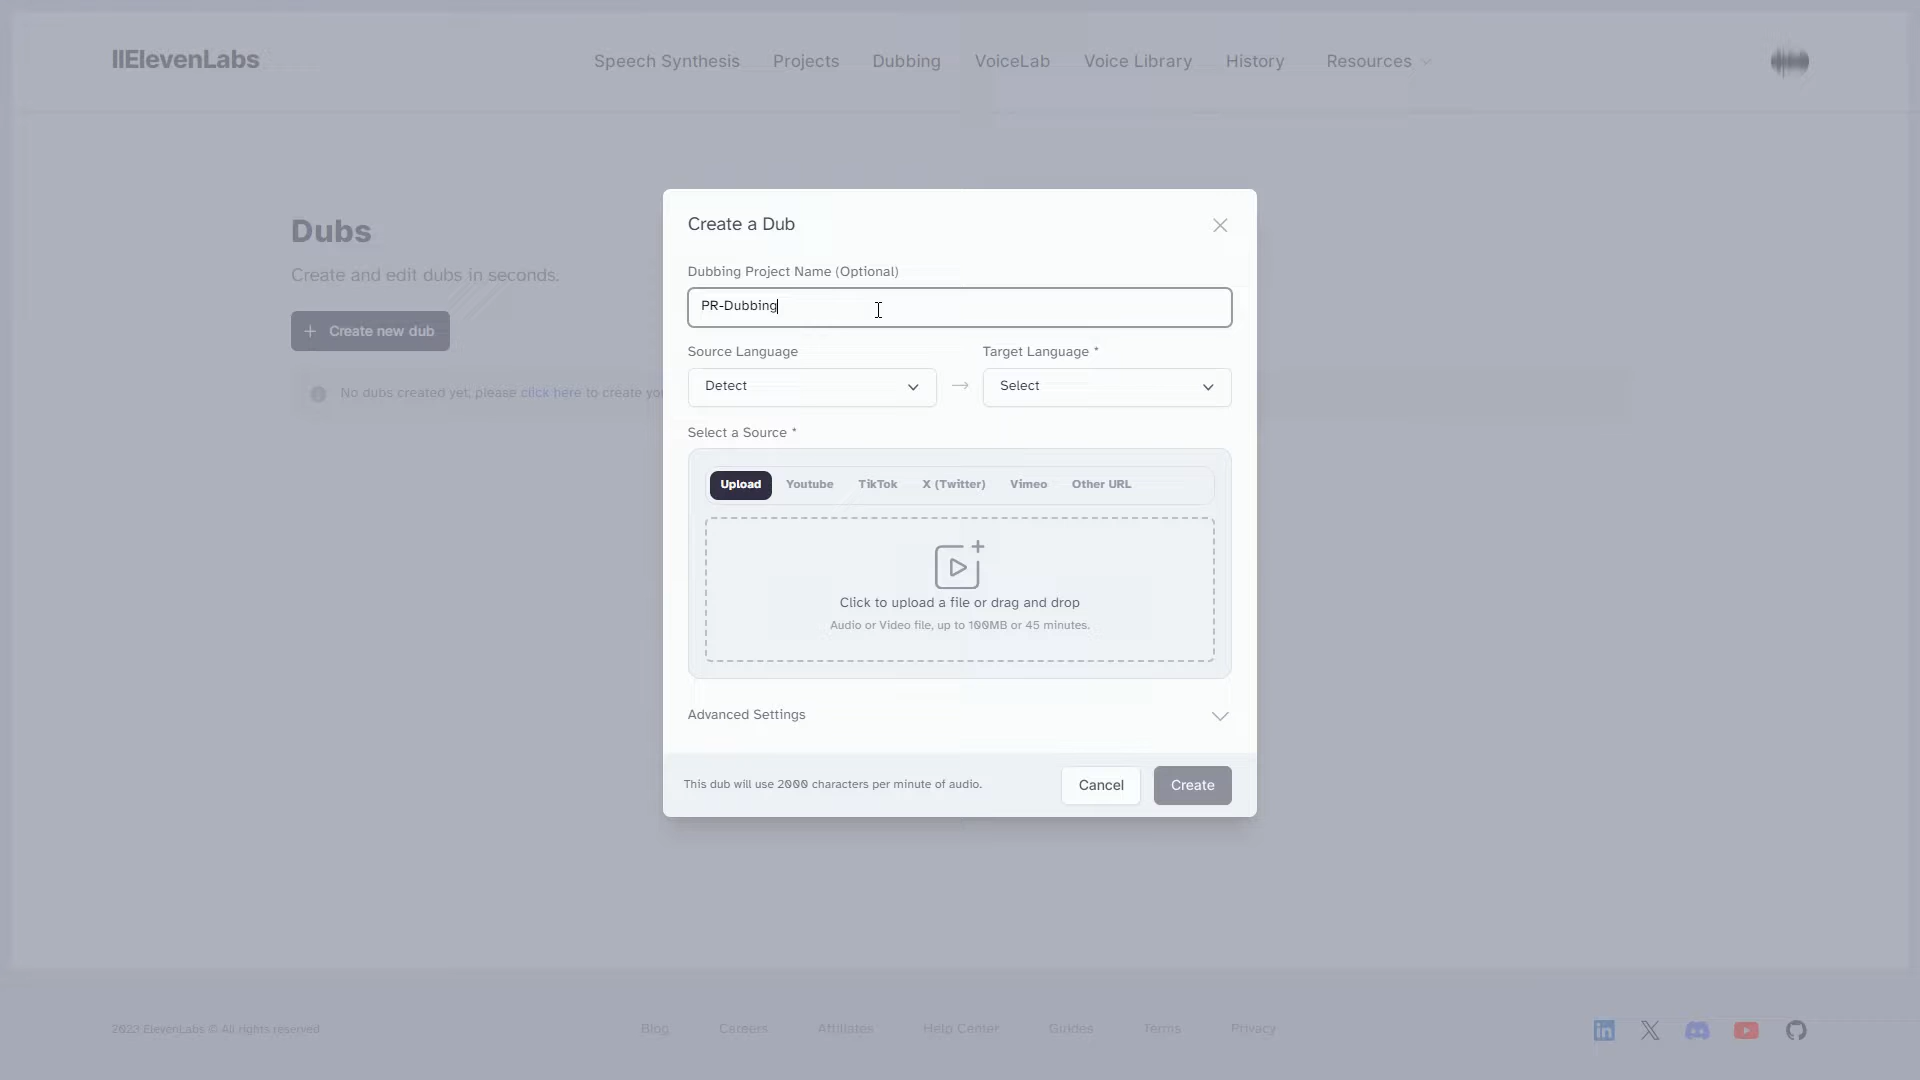 IIElevenLabs
Speech Synthesis Projects Dubbing VoiceLab Voice Library History Resources
Dubs
Create and edit dubs in seconds.
+ Create new dub
No dubs created yet, please click here to create
Create a Dub
Dubbing Project Name (Optional)
PR-Dubbing
Source Language Target Language *
Detect → Select
Select a Source *
Upload Youtube TikTok X (Twitter) Vimeo Other URL
Click to upload a file or drag and drop
Audio or Video file, up to 100MB or 45 minutes.
Advanced Settings
This dub will use 2000 characters per minute of audio.
Cancel Create
2023 ElevenLabs © All rights reserved
Blog Careers Affiliates Help Center Guides Terms Privacy